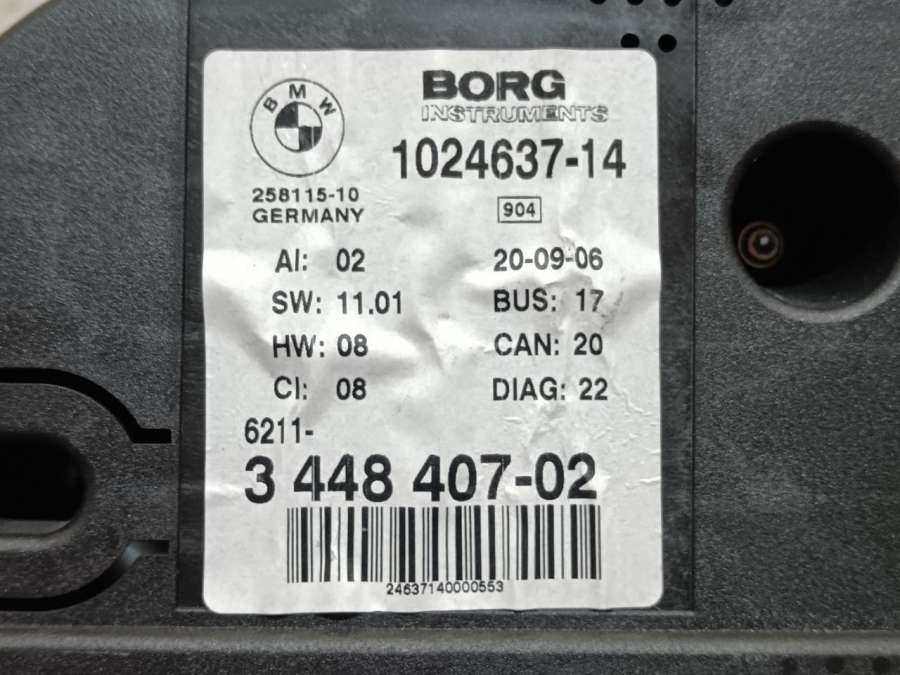 BMW
BORG
INSTRUMENTS
1024637-14
258115-10
GERMANY
904
AI: 02
20-09-06
SW: 11.01
BUS: 17
HW: 08
CAN: 20
CI: 08
DIAG: 22
6211-
3 448 407-02
24637140000553